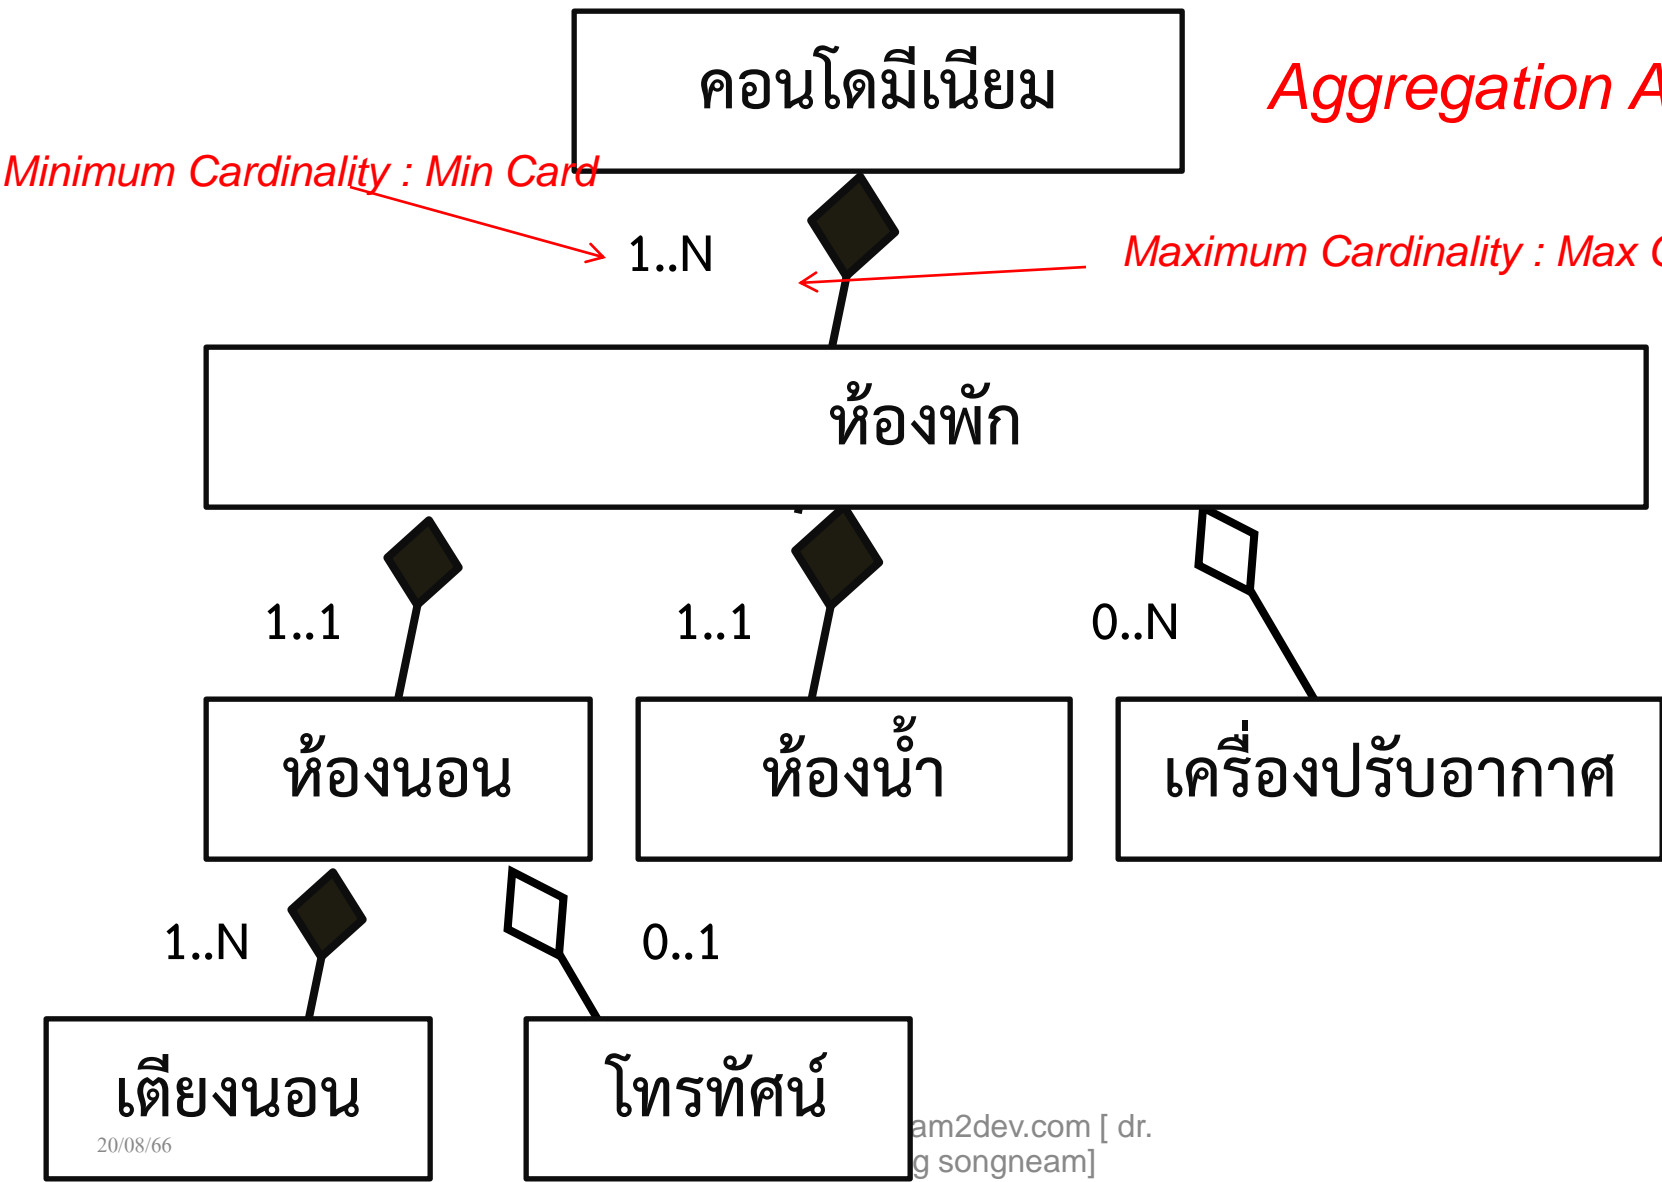 คอนโดมีเนียม
Aggregation
Minimum Cardinality : Min Card
1..N
Maximum Cardinality : Max
ห้องพัก
1..1
1..1
0..N
ห้องนอน
ห้องน้ำ
เครื่องปรับอากาศ
1..N
0..1
เตียงนอน
โทรทัศน์
20/08/66
am2dev.com [ dr.
g songneam]